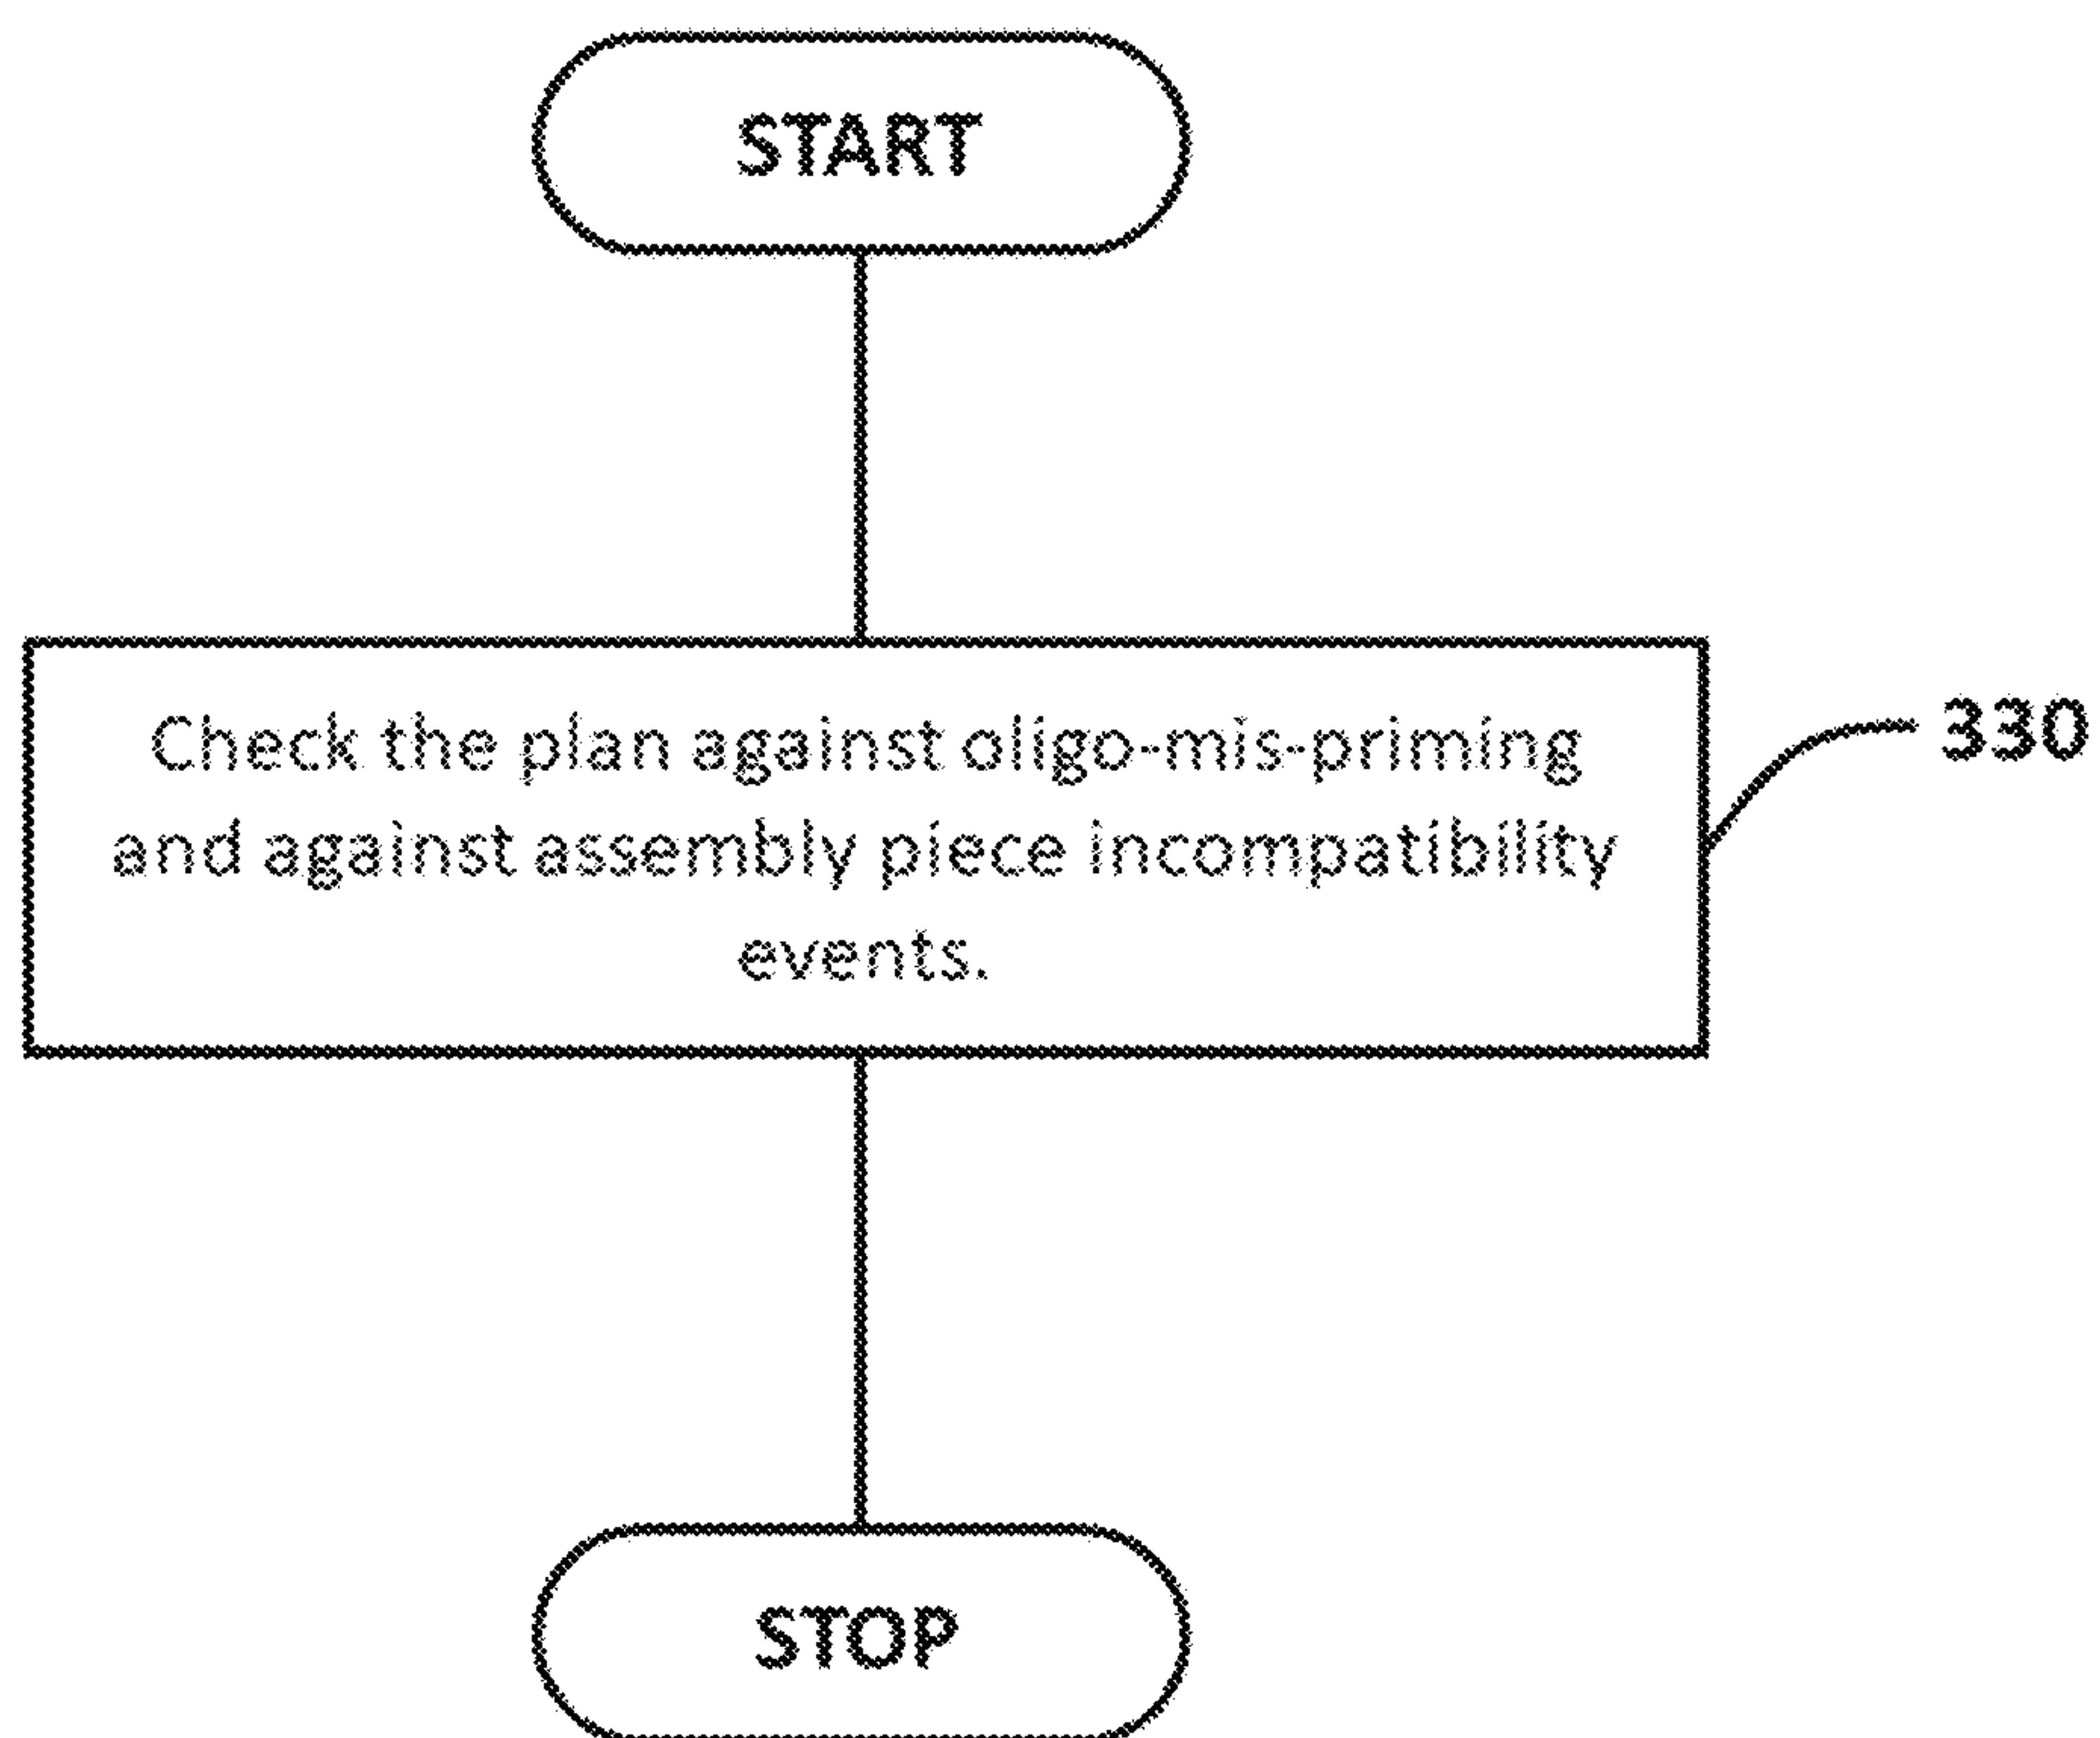 START
Check the plan against oligo-mis-priming
and against assembly piece incompatibility
events.
330
STOP